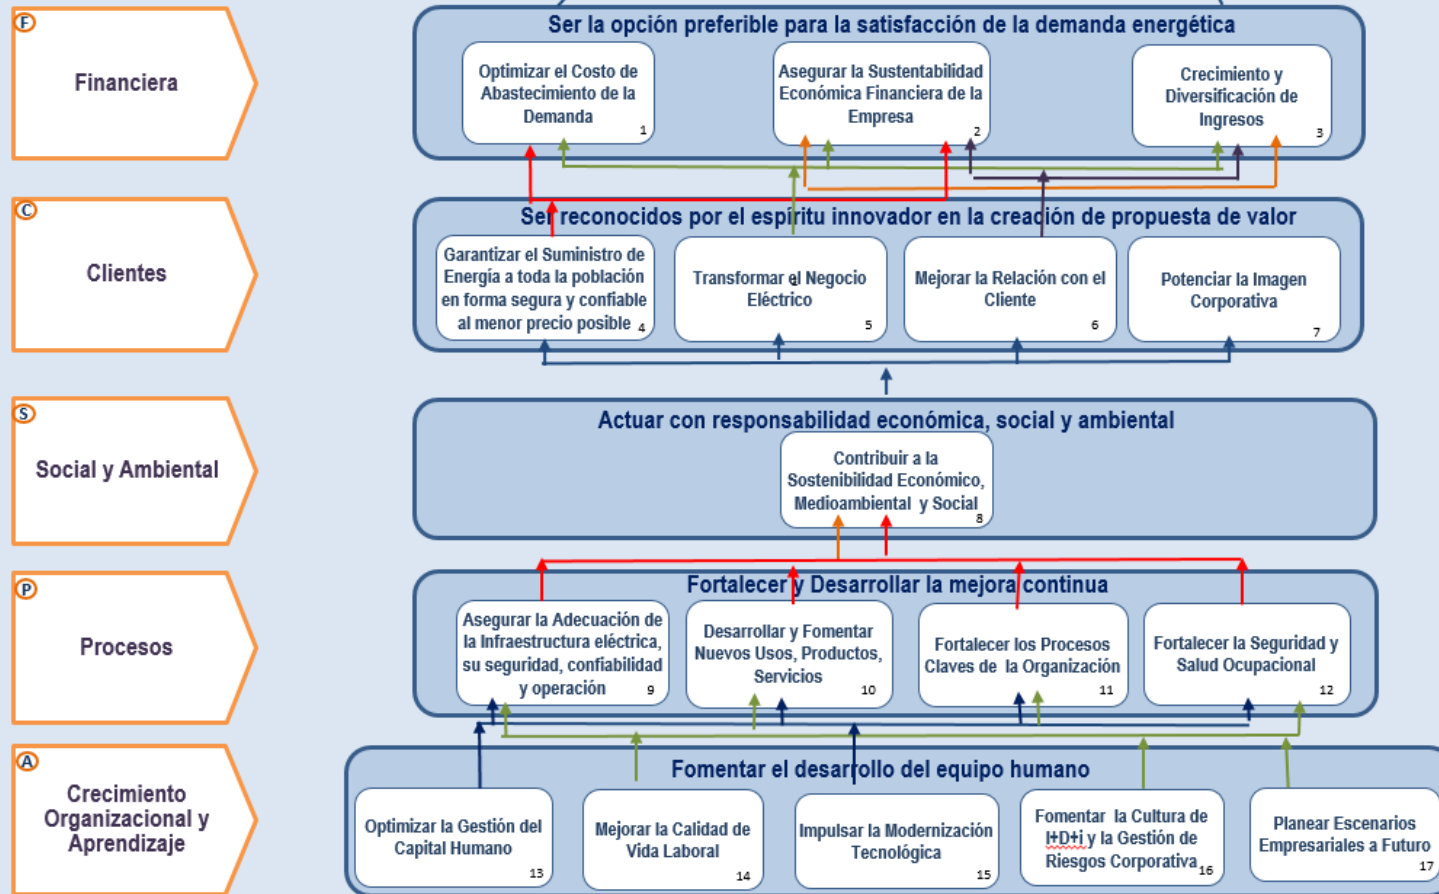 F
Financiera
Ser la opción preferible para la satisfacción de la demanda energética
Optimizar el Costo de
Abastecimiento de la
Demanda
1
Asegurar la Sustentabilidad
Económica Financiera de la
Empresa
2
Crecimiento y
Diversificación de
Ingresos
3
C
Clientes
Ser reconocidos por el espíritu innovador en la creación de propuesta de valor
Garantizar el Suministro de
Energía a toda la población
en forma segura y confiable
al menor precio posible
4
Transformar el Negocio
Eléctrico
5
Mejorar la Relación con el
Cliente
6
Potenciar la Imagen
Corporativa
7
S
Social y Ambiental
Actuar con responsabilidad económica, social y ambiental
Contribuir a la
Sostenibilidad Económico,
Medioambiental y Social
8
P
Procesos
Fortalecer y Desarrollar la mejora continua
Asegurar la Adecuación de
la Infraestructura eléctrica,
su seguridad, confiabilidad
y operación
9
Desarrollar y Fomentar
Nuevos Usos, Productos,
Servicios
10
Fortalecer los Procesos
Claves de la Organización
11
Fortalecer la Seguridad y
Salud Ocupacional
12
A
Crecimiento
Organizacional y
Aprendizaje
Fomentar el desarrollo del equipo humano
Optimizar la Gestión del
Capital Humano
13
Mejorar la Calidad de
Vida Laboral
14
Impulsar la Modernización
Tecnológica
15
Fomentar la Cultura de
I+D+i y la Gestión de
Riesgos Corporativa
16
Planear Escenarios
Empresariales a Futuro
17